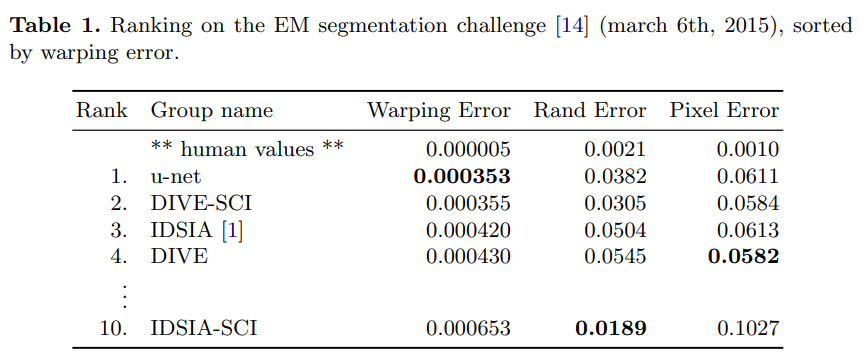 Table 1. Ranking on the EM segmentation challenge [14] (march 6th, 2015), sorted
by warping error.
Rank Group name Warping Error Rand Error Pixel Error
** human values ** 0.000005 0.0021 0.0010
1. u-net 0.000353 0.0382 0.0611
2. DIVE-SCI 0.000355 0.0305 0.0584
3. IDSIA [1] 0.000420 0.0504 0.0613
4. DIVE 0.000430 0.0545 0.0582
⋮
10. IDSIA-SCI 0.000653 0.0189 0.1027